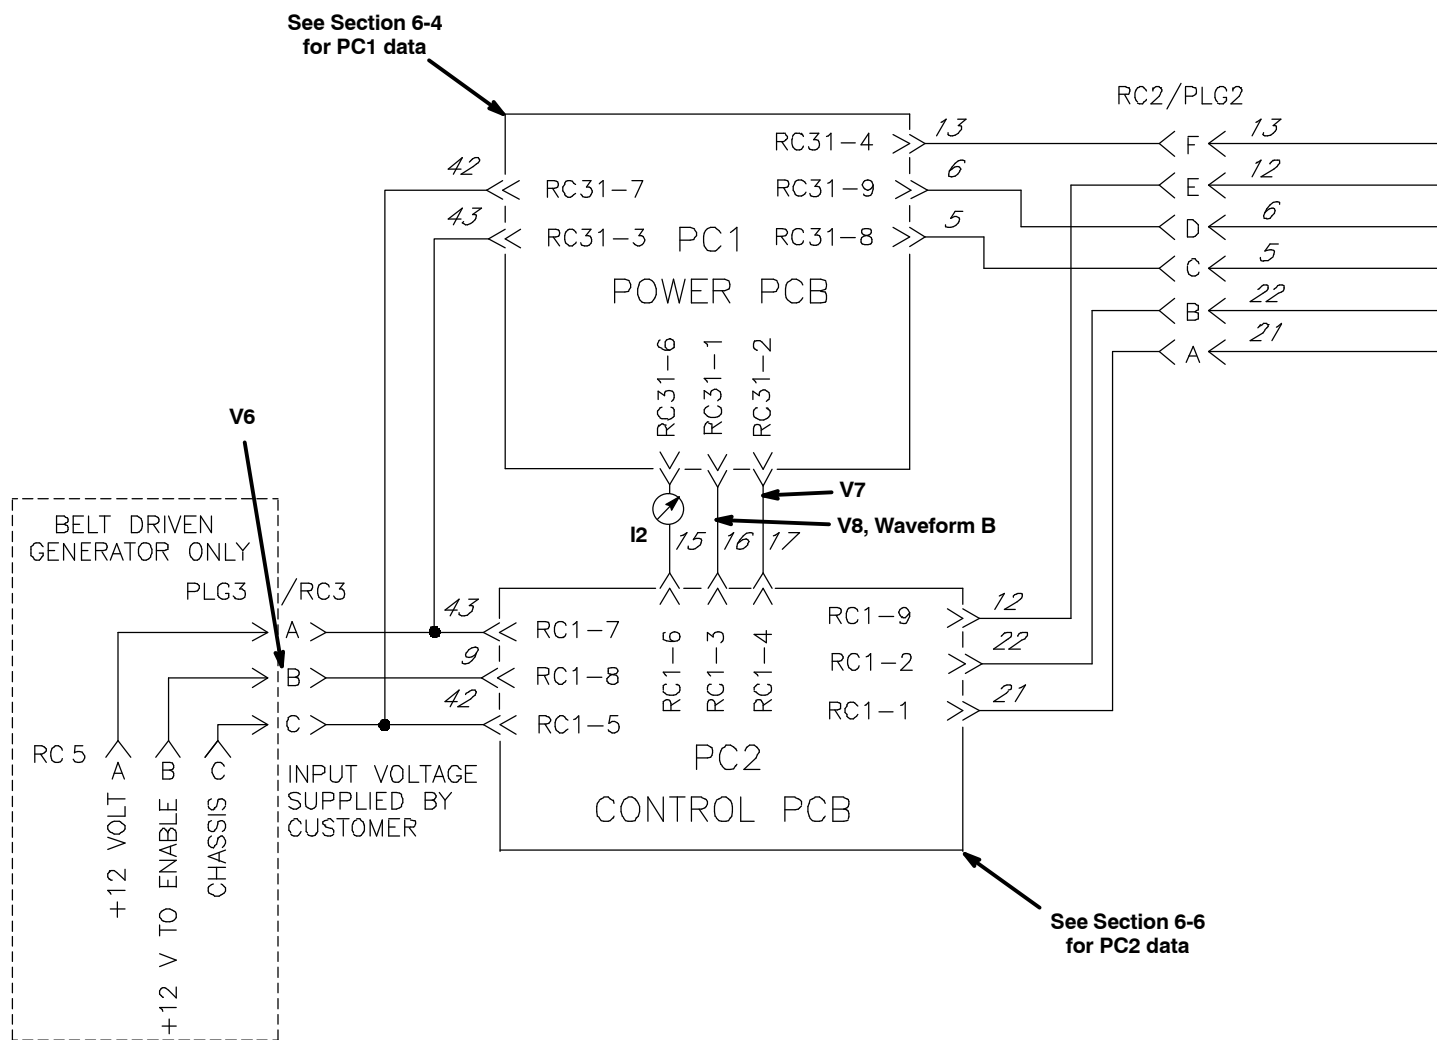 See Section 6-4
for PC1 data
RC2/PLG2
RC31-4
13
F
13
42
RC31-7
RC31-9
6
E
12
43
RC31-3
PC1
RC31-8
5
D
6
C
5
POWER PCB
B
22
A
21
RC31-6
RC31-1
RC31-2
V6
V7
V8, Waveform B
I2
15
16
17
BELT DRIVEN
GENERATOR ONLY
PLG3
/RC3
A
43
RC1-7
RC1-9
12
B
9
RC1-8
RC1-2
22
C
42
RC1-5
RC1-1
21
RC1-6
RC1-3
RC1-4
PC2
CONTROL PCB
RC 5
A
B
C
+12 VOLT
+12 V TO ENABLE
CHASSIS
INPUT VOLTAGE
SUPPLIED BY
CUSTOMER
See Section 6-6
for PC2 data